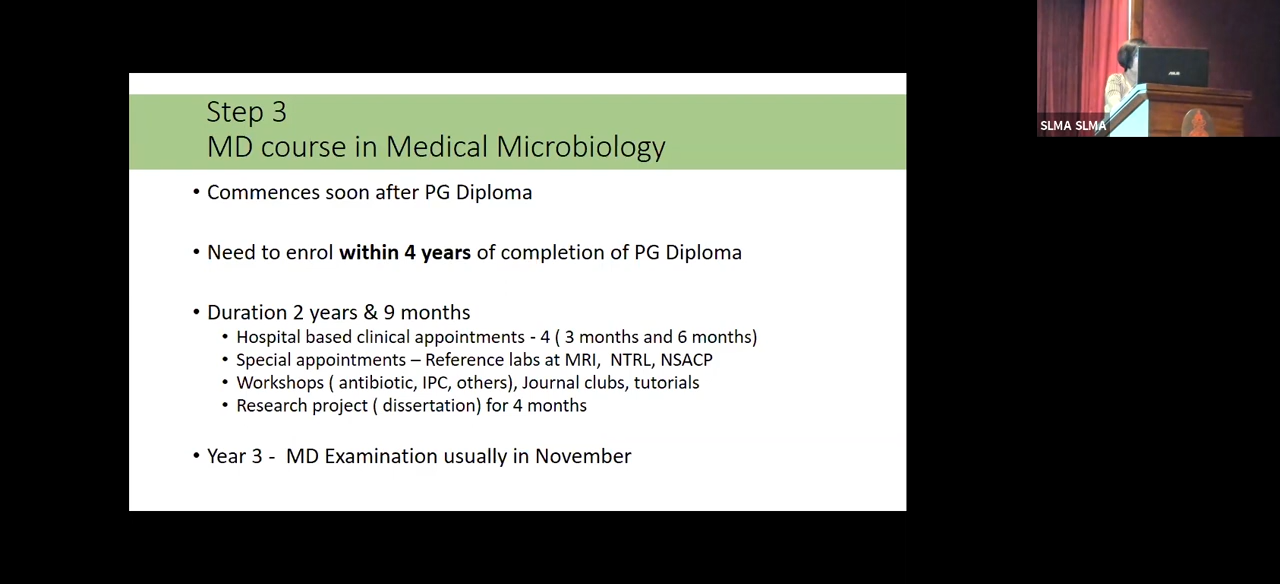 Step 3
MD course in Medical Microbiology
• Commences soon after PG Diploma
• Need to enrol within 4 years of completion of PG Diploma
• Duration 2 years & 9 months
• Hospital based clinical appointments - 4 ( 3 months and 6 months)
• Special appointments – Reference labs at MRI,  NTRL, NSACP
• Workshops ( antibiotic, IPC, others), Journal clubs, tutorials
• Research project ( dissertation) for 4 months
• Year 3 -  MD Examination usually in November
SLMA SLMA
ASUS